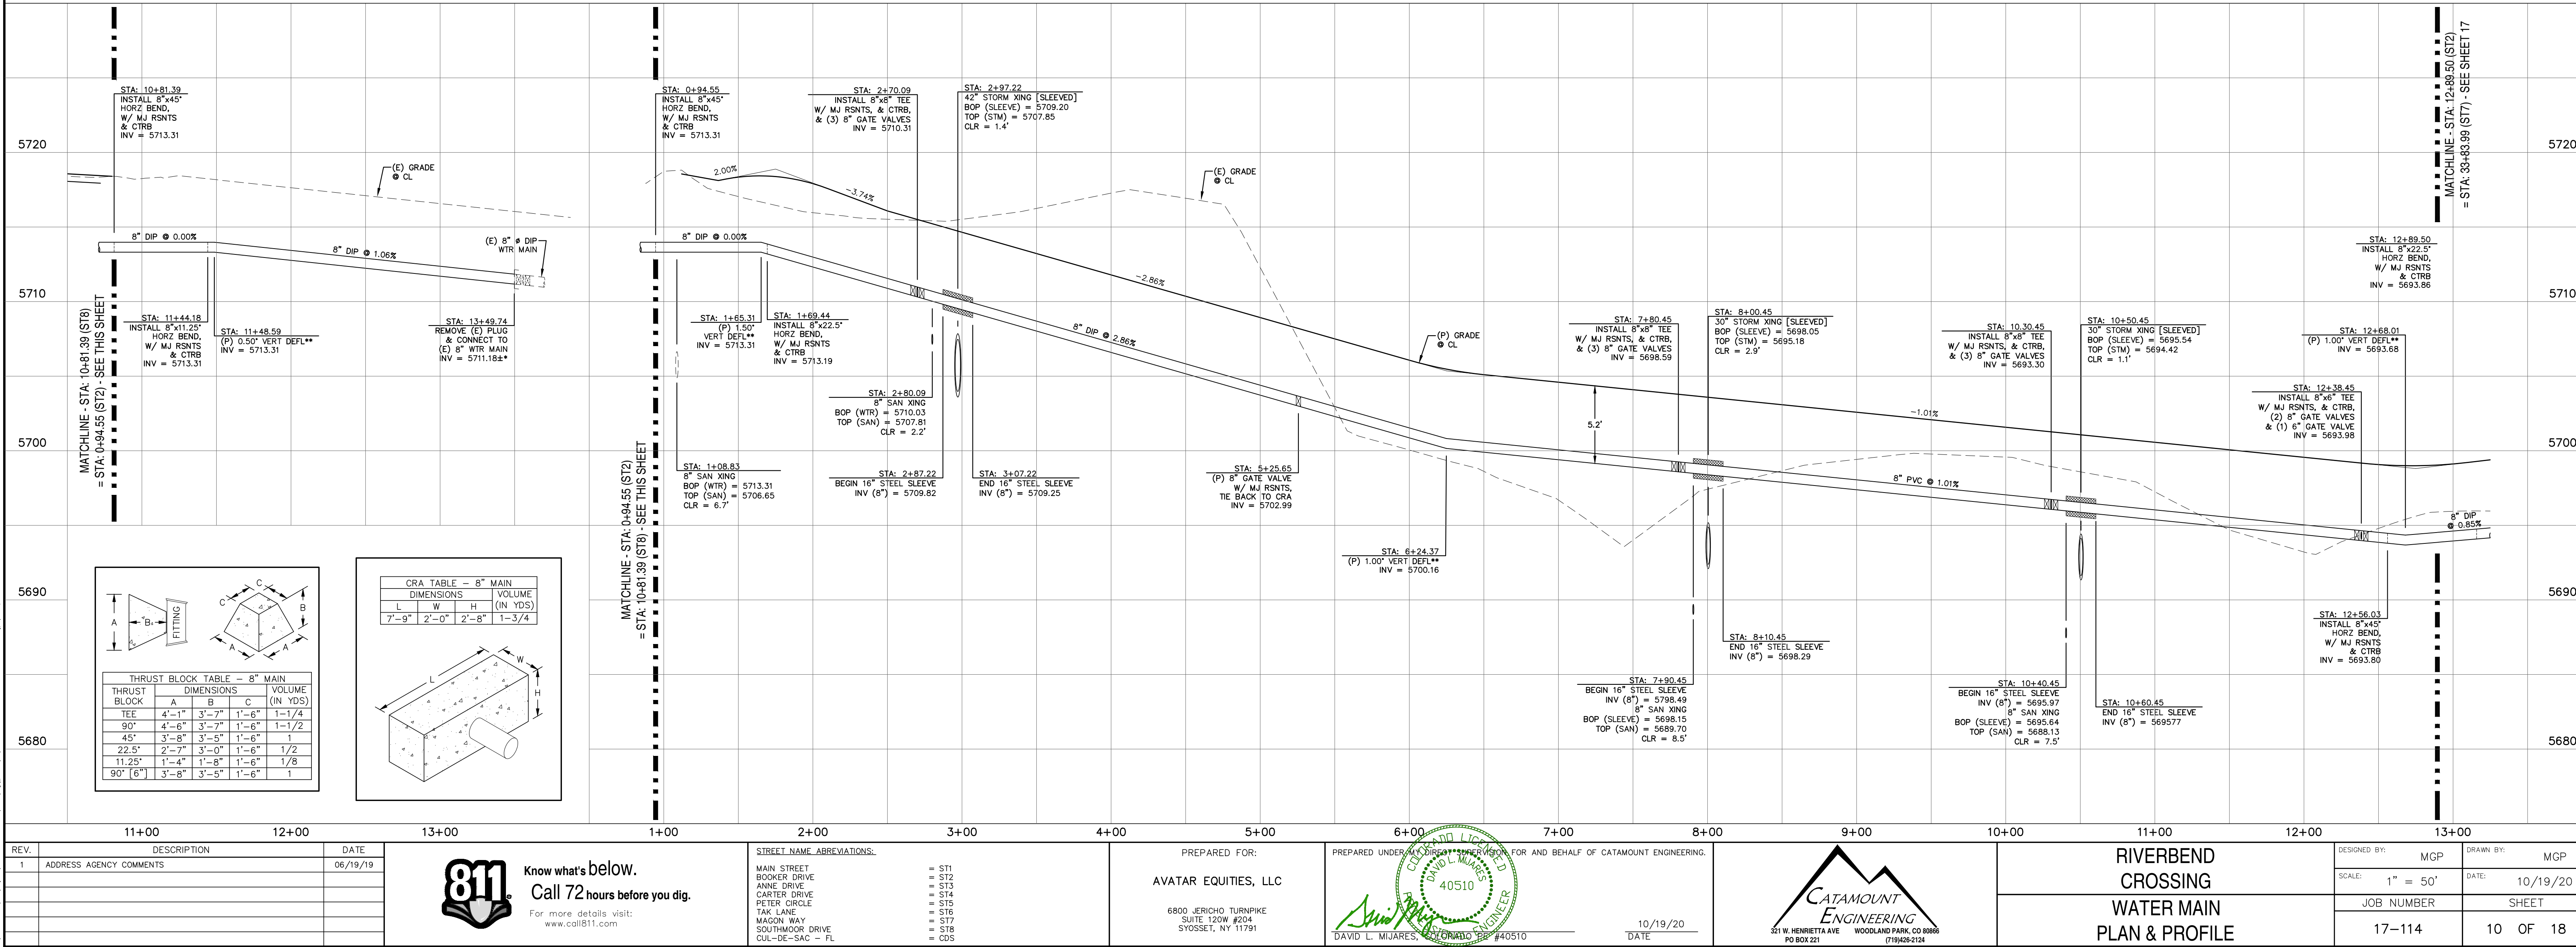 MATCHLINE - STA: 10+81.39 (ST8)
= STA: 0+94.55 (ST2) - SEE THIS SHEET
STA: 10+81.39
INSTALL 8"x45°
HORZ BEND,
W/ MJ RSNTS
& CTRB
INV = 5713.31
(E) GRADE
@ CL
8" DIP @ 0.00%
8" DIP @ 1.06%
(E) 8" ø DIP
WTR MAIN
STA: 11+44.18
INSTALL 8"x11.25°
HORZ BEND,
W/ MJ RSNTS
& CTRB
INV = 5713.31
STA: 11+48.59
(P) 0.50° VERT DEFL**
INV = 5713.31
STA: 13+49.74
REMOVE (E) PLUG
& CONNECT TO
(E) 8" WTR MAIN
INV = 5711.18±*
MATCHLINE - STA: 0+94.55 (ST2)
= STA: 10+81.39 (ST8) - SEE THIS SHEET
STA: 0+94.55
INSTALL 8"x45°
HORZ BEND,
W/ MJ RSNTS
& CTRB
INV = 5713.31
2.00%
-3.74%
STA: 2+70.09
INSTALL 8"x8" TEE
W/ MJ RSNTS, & CTRB,
& (3) 8" GATE VALVES
INV = 5710.31
STA: 2+97.22
42" STORM XING [SLEEVED]
BOP (SLEEVE) = 5709.20
TOP (STM) = 5707.85
CLR = 1.4'
(E) GRADE
@ CL
8" DIP @ 0.00%
-2.86%
8" DIP @ 2.86%
(P) GRADE
@ CL
STA: 1+65.31
(P) 1.50°
VERT DEFL**
INV = 5713.31
STA: 1+69.44
INSTALL 8"x22.5°
HORZ BEND,
W/ MJ RSNTS
& CTRB
INV = 5713.19
STA: 2+80.09
8" SAN XING
BOP (WTR) = 5710.03
TOP (SAN) = 5707.81
CLR = 2.2'
STA: 1+08.83
8" SAN XING
BOP (WTR) = 5713.31
TOP (SAN) = 5706.65
CLR = 6.7'
STA: 2+87.22
BEGIN 16" STEEL SLEEVE
INV (8") = 5709.82
STA: 3+07.22
END 16" STEEL SLEEVE
INV (8") = 5709.25
STA: 5+25.65
(P) 8" GATE VALVE
W/ MJ RSNTS,
TIE BACK TO CRA
INV = 5702.99
STA: 6+24.37
(P) 1.00° VERT DEFL**
INV = 5700.16
5.2'
STA: 7+80.45
INSTALL 8"x8" TEE
W/ MJ RSNTS, & CTRB,
& (3) 8" GATE VALVES
INV = 5698.59
STA: 8+00.45
30" STORM XING [SLEEVED]
BOP (SLEEVE) = 5698.05
TOP (STM) = 5695.18
CLR = 2.9'
-1.01%
8" PVC @ 1.01%
STA: 7+90.45
BEGIN 16" STEEL SLEEVE
INV (8") = 5798.49
8" SAN XING
BOP (SLEEVE) = 5698.15
TOP (SAN) = 5689.70
CLR = 8.5'
STA: 8+10.45
END 16" STEEL SLEEVE
INV (8") = 5698.29
STA: 10.30.45
INSTALL 8"x8" TEE
W/ MJ RSNTS, & CTRB,
& (3) 8" GATE VALVES
INV = 5693.30
STA: 10+50.45
30" STORM XING [SLEEVED]
BOP (SLEEVE) = 5695.54
TOP (STM) = 5694.42
CLR = 1.1'
STA: 10+40.45
BEGIN 16" STEEL SLEEVE
INV (8") = 5695.97
8" SAN XING
BOP (SLEEVE) = 5695.64
TOP (SAN) = 5688.13
CLR = 7.5'
STA: 10+60.45
END 16" STEEL SLEEVE
INV (8") = 569577
MATCHLINE - STA: 12+89.50 (ST2)
= STA: 33+83.99 (ST7) - SEE SHEET 17
STA: 12+89.50
INSTALL 8"x22.5°
HORZ BEND,
W/ MJ RSNTS
& CTRB
INV = 5693.86
STA: 12+68.01
(P) 1.00° VERT DEFL**
INV = 5693.68
STA: 12+38.45
INSTALL 8"x6" TEE
W/ MJ RSNTS, & CTRB,
(2) 8" GATE VALVES
& (1) 6" GATE VALVE
INV = 5693.98
8" DIP
@ 0.85%
STA: 12+56.03
INSTALL 8"x45°
HORZ BEND,
W/ MJ RSNTS
& CTRB
INV = 5693.80
5720 5720
5710 5710
5700 5700
5690 5690
5680 5680
C
C
A B FITTING B
A A
THRUST BLOCK TABLE - 8" MAIN
THRUST BLOCK DIMENSIONS VOLUME (IN YDS)
A B C
TEE 4'-1" 3'-7" 1'-6" 1-1/4
90° 4'-6" 3'-7" 1'-6" 1-1/2
45° 3'-8" 3'-5" 1'-6" 1
22.5° 2'-7" 3'-0" 1'-6" 1/2
11.25° 1'-4" 1'-8" 1'-6" 1/8
90° [6"] 3'-8" 3'-5" 1'-6" 1
CRA TABLE - 8" MAIN
DIMENSIONS VOLUME (IN YDS)
L W H
7'-9" 2'-0" 2'-8" 1-3/4
L W H
11+00 12+00 13+00 1+00 2+00 3+00 4+00 5+00 6+00 7+00 8+00 9+00 10+00 11+00 12+00 13+00
REV. DESCRIPTION DATE
1 ADDRESS AGENCY COMMENTS 06/19/19
811
Know what's below.
Call 72 hours before you dig.
For more details visit:
www.call811.com
STREET NAME ABREVIATIONS:
MAIN STREET = ST1
BOOKER DRIVE = ST2
ANNE DRIVE = ST3
CARTER DRIVE = ST4
PETER CIRCLE = ST5
TAK LANE = ST6
MAGON WAY = ST7
SOUTHMOOR DRIVE = ST8
CUL-DE-SAC - FL = CDS
PREPARED FOR:
AVATAR EQUITIES, LLC
6800 JERICHO TURNPIKE
SUITE 120W #204
SYOSSET, NY 11791
PREPARED UNDER MY DIRECT SUPERVISION FOR AND BEHALF OF CATAMOUNT ENGINEERING.
COLORADO LICENSED
DAVID L. MIJARES
40510
PROFESSIONAL ENGINEER
10/19/20
DAVID L. MIJARES, COLORADO PE #40510 DATE
CATAMOUNT
ENGINEERING
321 W. HENRIETTA AVE WOODLAND PARK, CO 80866
PO BOX 221 (719)426-2124
RIVERBEND
CROSSING
WATER MAIN
PLAN & PROFILE
DESIGNED BY: MGP DRAWN BY: MGP
SCALE: 1" = 50' DATE: 10/19/20
JOB NUMBER SHEET
17-114 10 OF 18